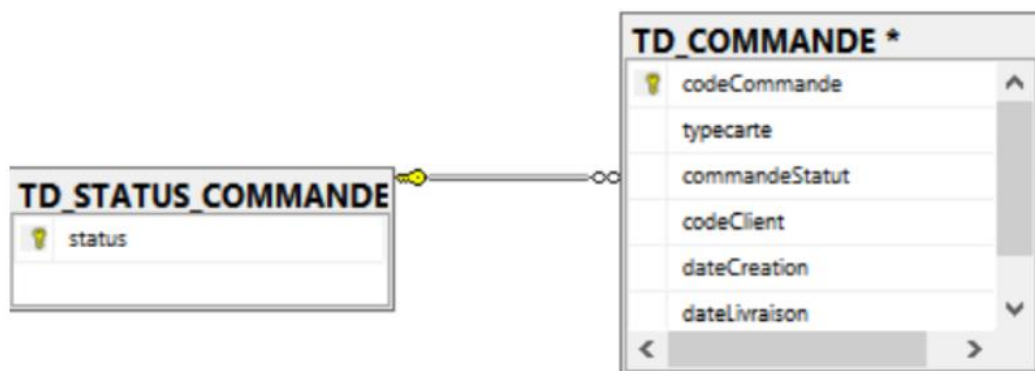 TD_COMMANDE *
codeCommande
typecarte
commandeStatut
codeClient
dateCreation
dateLivraison
TD_STATUS_COMMANDE
status